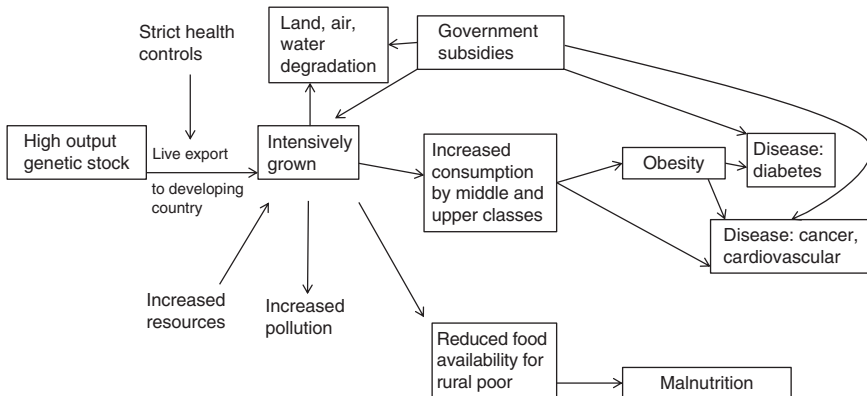 Strict health
controls
Land, air,
water
degradation
Government
subsidies
High output
genetic stock
Live export
to developing
country
Intensively
grown
Increased
consumption
by middle and
upper classes
Obesity
Disease:
diabetes
Disease: cancer,
cardiovascular
Increased
resources
Increased
pollution
Reduced food
availability for
rural poor
Malnutrition